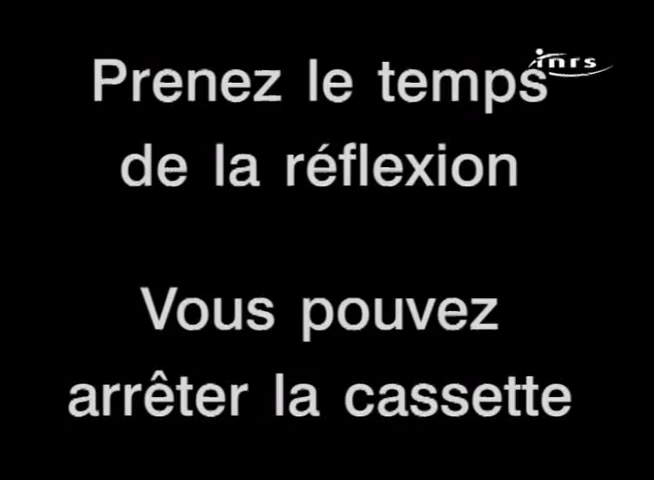 inrs
Prenez le temps
de la réflexion
Vous pouvez
arrêter la cassette